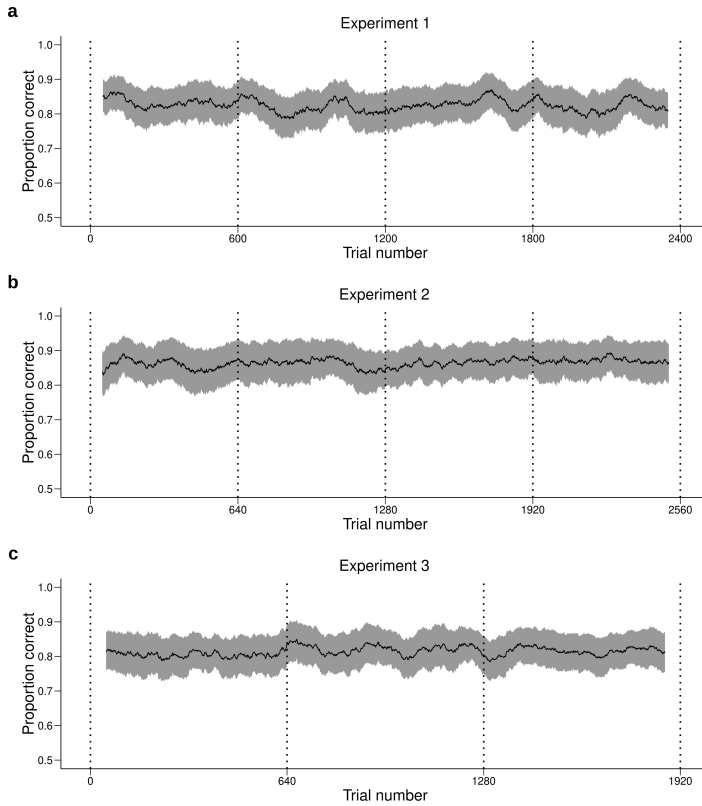 a
Experiment 1
Proportion correct
1.0
0.9
0.8
0.7
0.6
0.5
0 600 1200 1800 2400
Trial number
b
Experiment 2
Proportion correct
1.0
0.9
0.8
0.7
0.6
0.5
0 640 1280 1920 2560
Trial number
c
Experiment 3
Proportion correct
1.0
0.9
0.8
0.7
0.6
0.5
0 640 1280 1920
Trial number